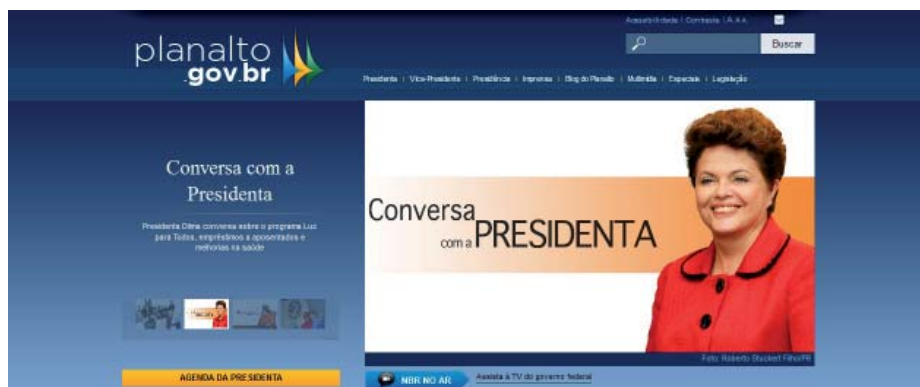 Acessibilidade | Contraste | A A A
planalto
.gov.br
Buscar
Presidenta | Vice-Presidente | Presidência | Imprensa | Blog do Planalto | Multimídia | Especiais | Legislação
Conversa com a
Presidenta
Presidenta Dilma conversa sobre o programa Luz
para Todos, empréstimos a aposentados e
melhorias na saúde
Conversa
com a PRESIDENTA
Foto: Roberto Stuckert Filho/PR
AGENDA DA PRESIDENTA
NBR NO AR
Assista à TV do governo federal